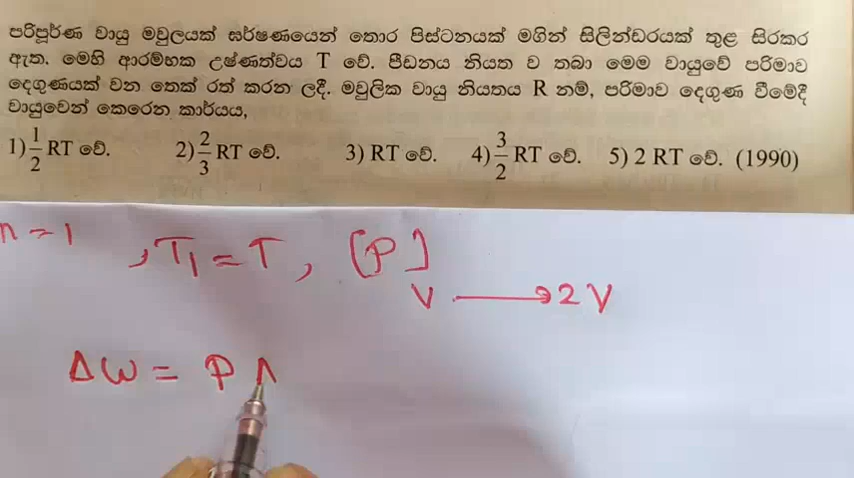 පරිපූර්ණ වායු මවුලයක් ඝර්ෂණයෙන් තොර පිස්ටනයක් මගින් සිලින්ඩරයක් තුළ සිරකර
ඇත. මෙහි ආරම්භක උෂ්ණත්වය T වේ. පීඩනය නියත ව තබා මෙම වායුවේ පරිමාව
දෙගුණයක් වන තෙක් රත් කරන ලදී. මවුලික වායු නියතය R නම්, පරිමාව දෙගුණ වීමේදී
වායුවෙන් කෙරෙන කාර්යය,
1) 1/2 RT වේ. 2) 2/3 RT වේ. 3) RT වේ. 4) 3/2 RT වේ. 5) 2 RT වේ. (1990)
n = 1 , T₁ = T , [P]
V → 2V
ΔW = P Λ